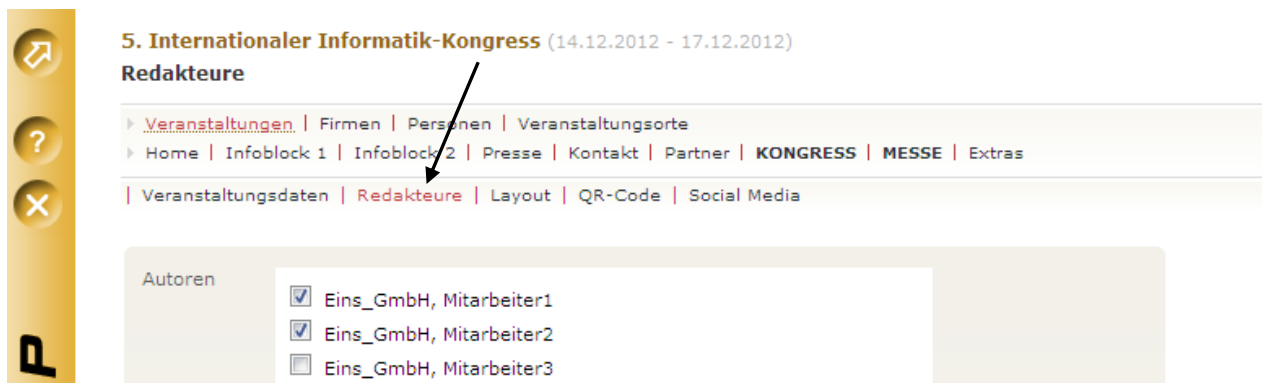 5. Internationaler Informatik-Kongress (14.12.2012 - 17.12.2012)
Redakteure
Veranstaltungen | Firmen | Personen | Veranstaltungsorte
Home | Infoblock 1 | Infoblock 2 | Presse | Kontakt | Partner | KONGRESS | MESSE | Extras
| Veranstaltungsdaten | Redakteure | Layout | QR-Code | Social Media
Autoren
Eins_GmbH, Mitarbeiter1
Eins_GmbH, Mitarbeiter2
Eins_GmbH, Mitarbeiter3
?
P